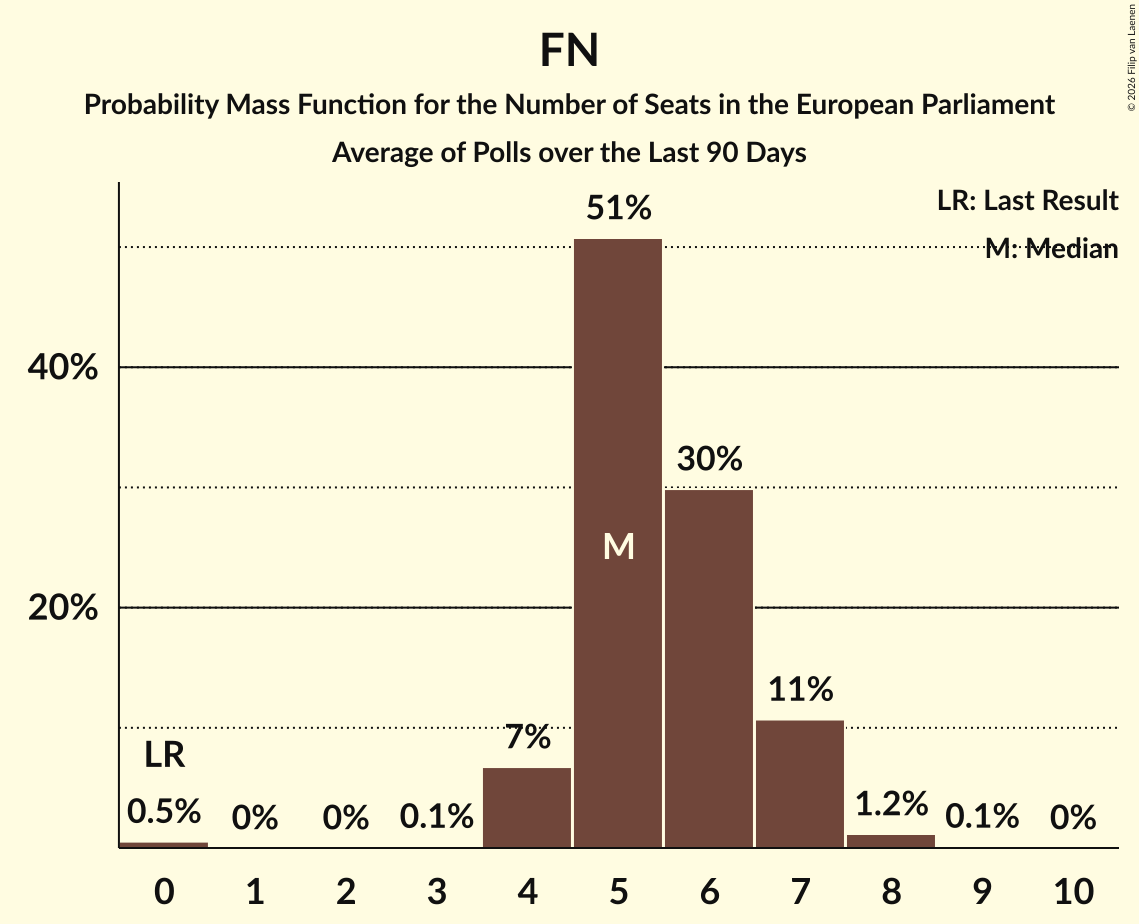 FN
Probability Mass Function for the Number of Seats in the European Parliament
Average of Polls over the Last 90 Days
© 2026 Filip van Laenen
LR: Last Result
M: Median
51%
40%
30%
M
20%
11%
7%
LR
0.5%
0%
0%
0.1%
1.2%
0.1%
0%
0 1 2 3 4 5 6 7 8 9 10